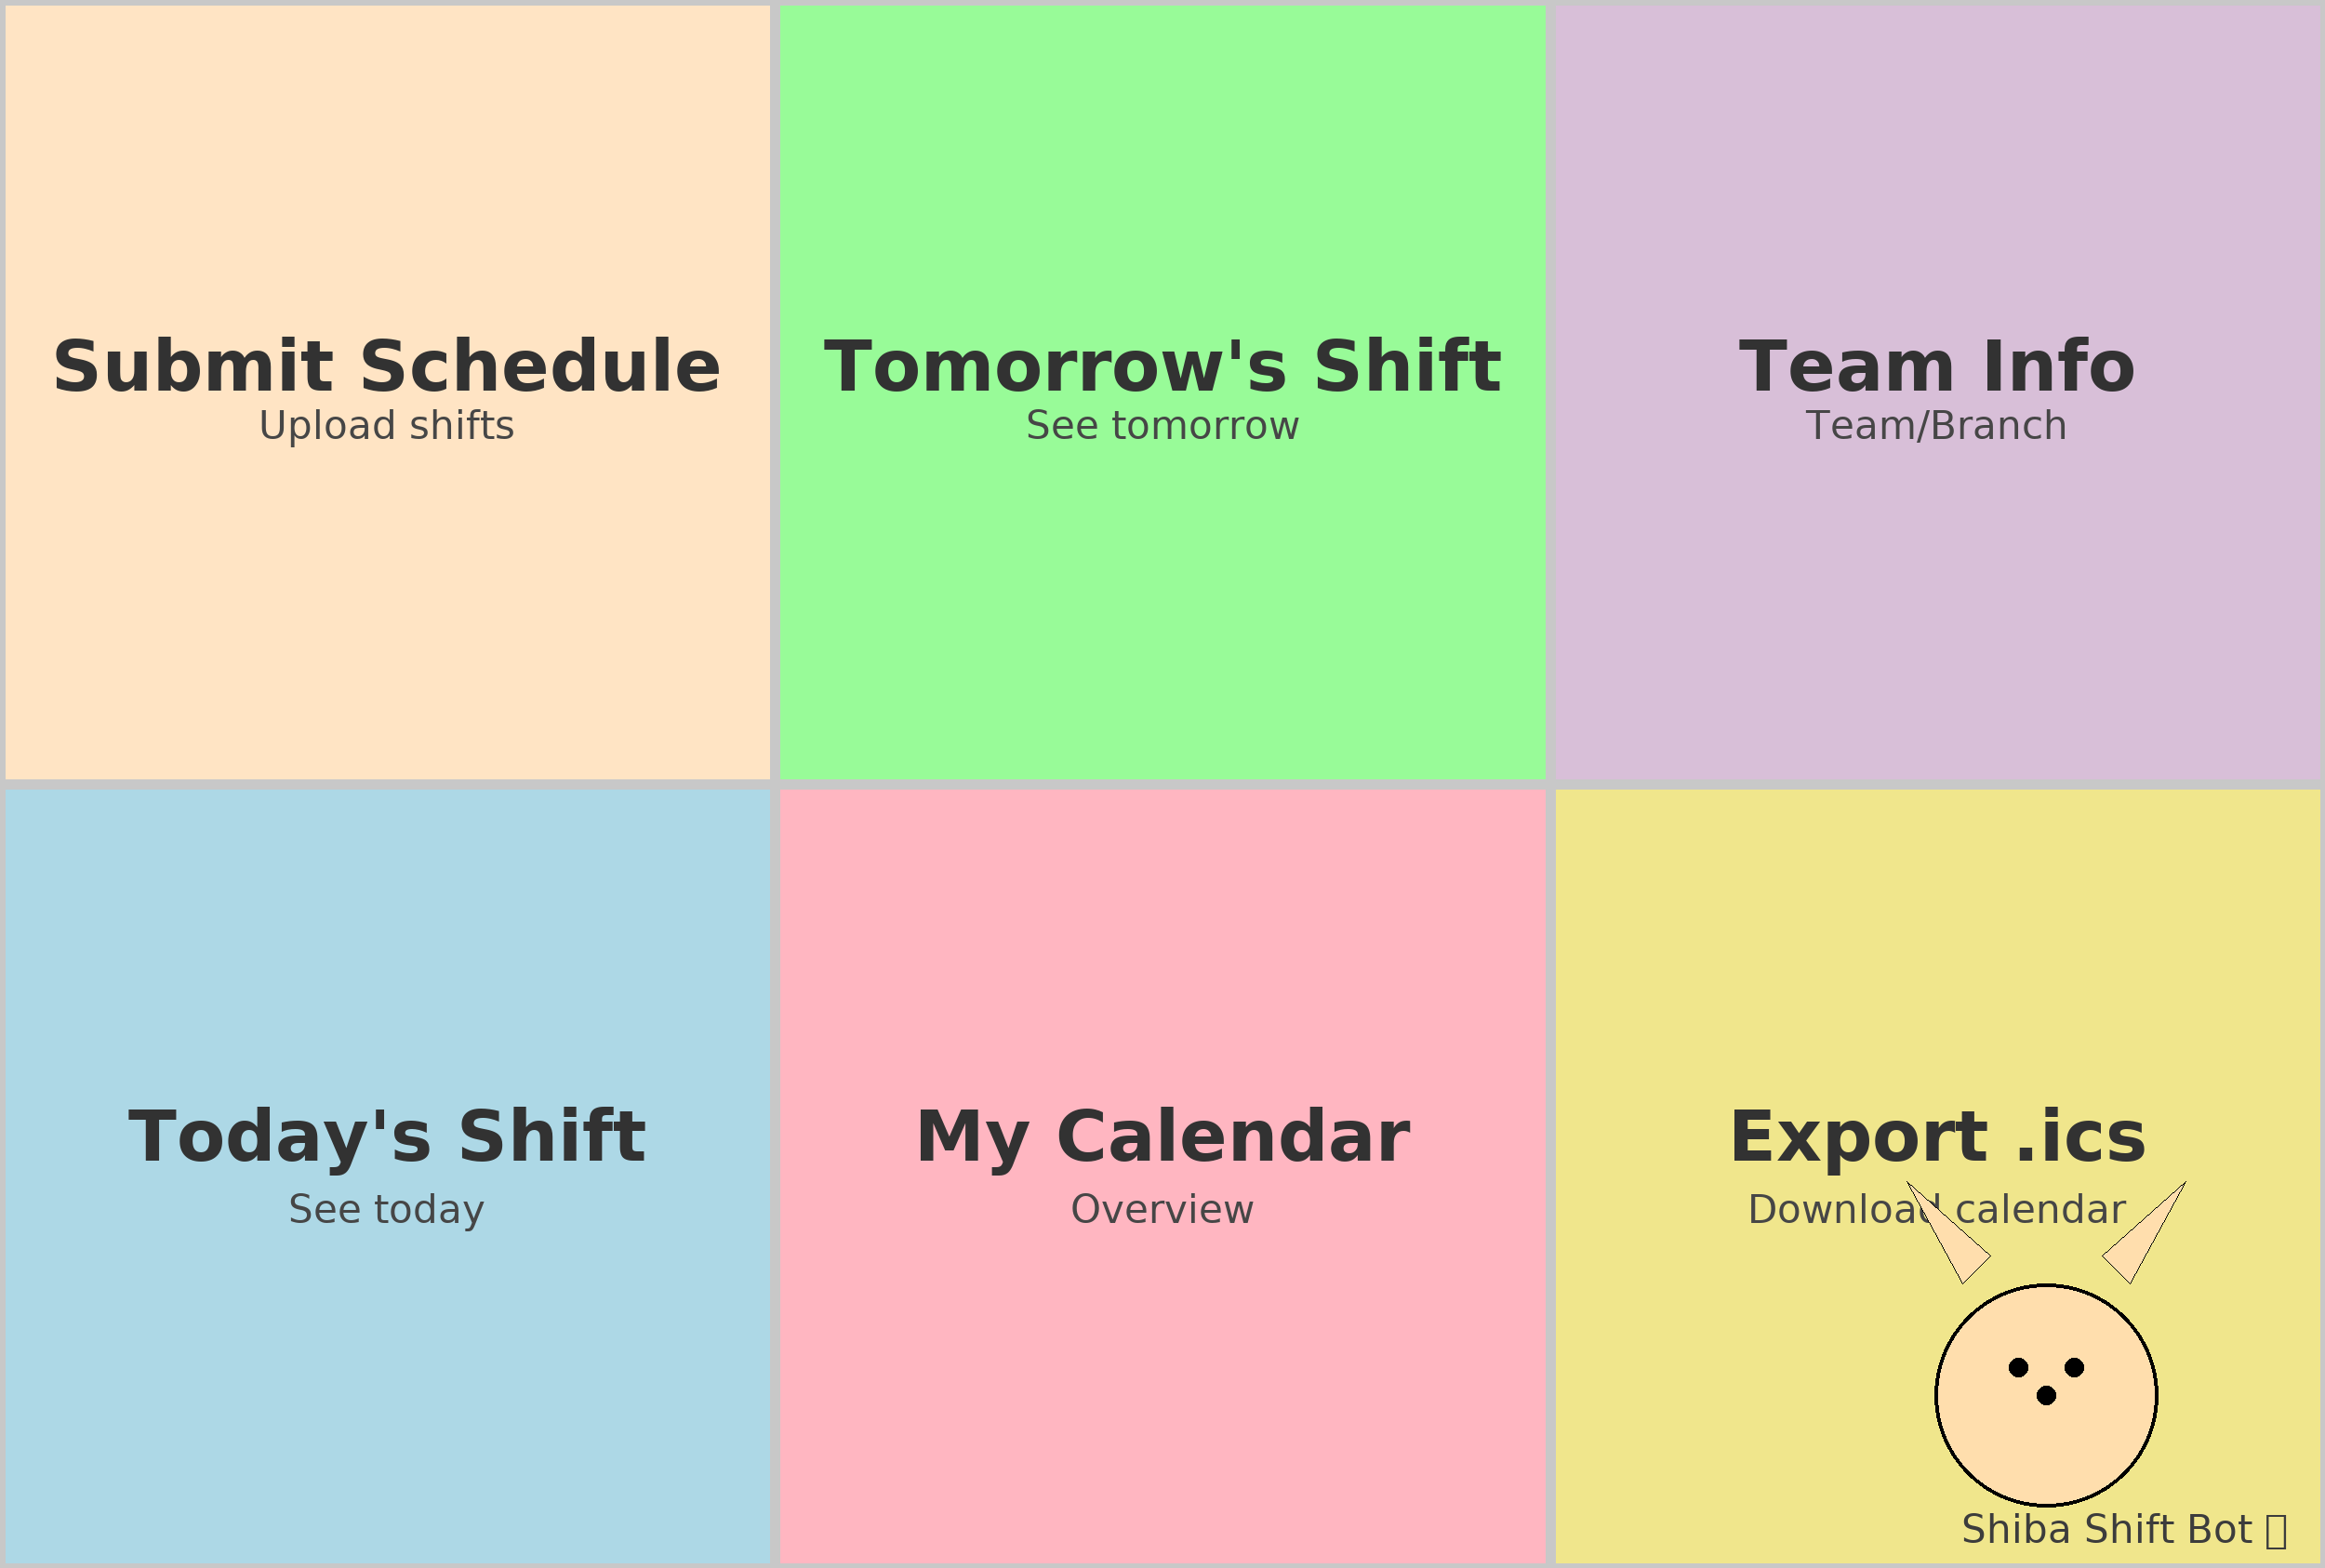 Submit Schedule
Upload shifts
Tomorrow's Shift
See tomorrow
Team Info
Team/Branch
Today's Shift
See today
My Calendar
Overview
Export .ics
Download calendar
Shiba Shift Bot